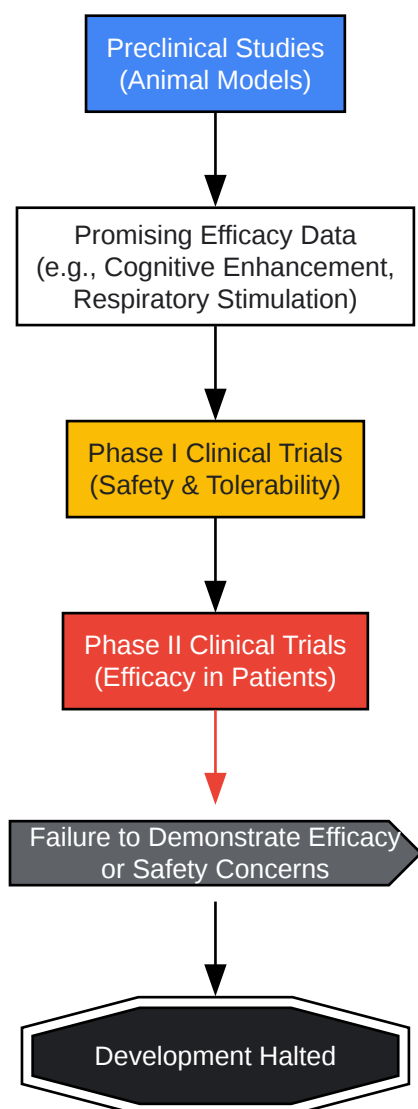 Preclinical Studies
(Animal Models)
Promising Efficacy Data
(e.g., Cognitive Enhancement,
Respiratory Stimulation)
Phase I Clinical Trials
(Safety & Tolerability)
Phase II Clinical Trials
(Efficacy in Patients)
Failure to Demonstrate Efficacy
or Safety Concerns
Development Halted